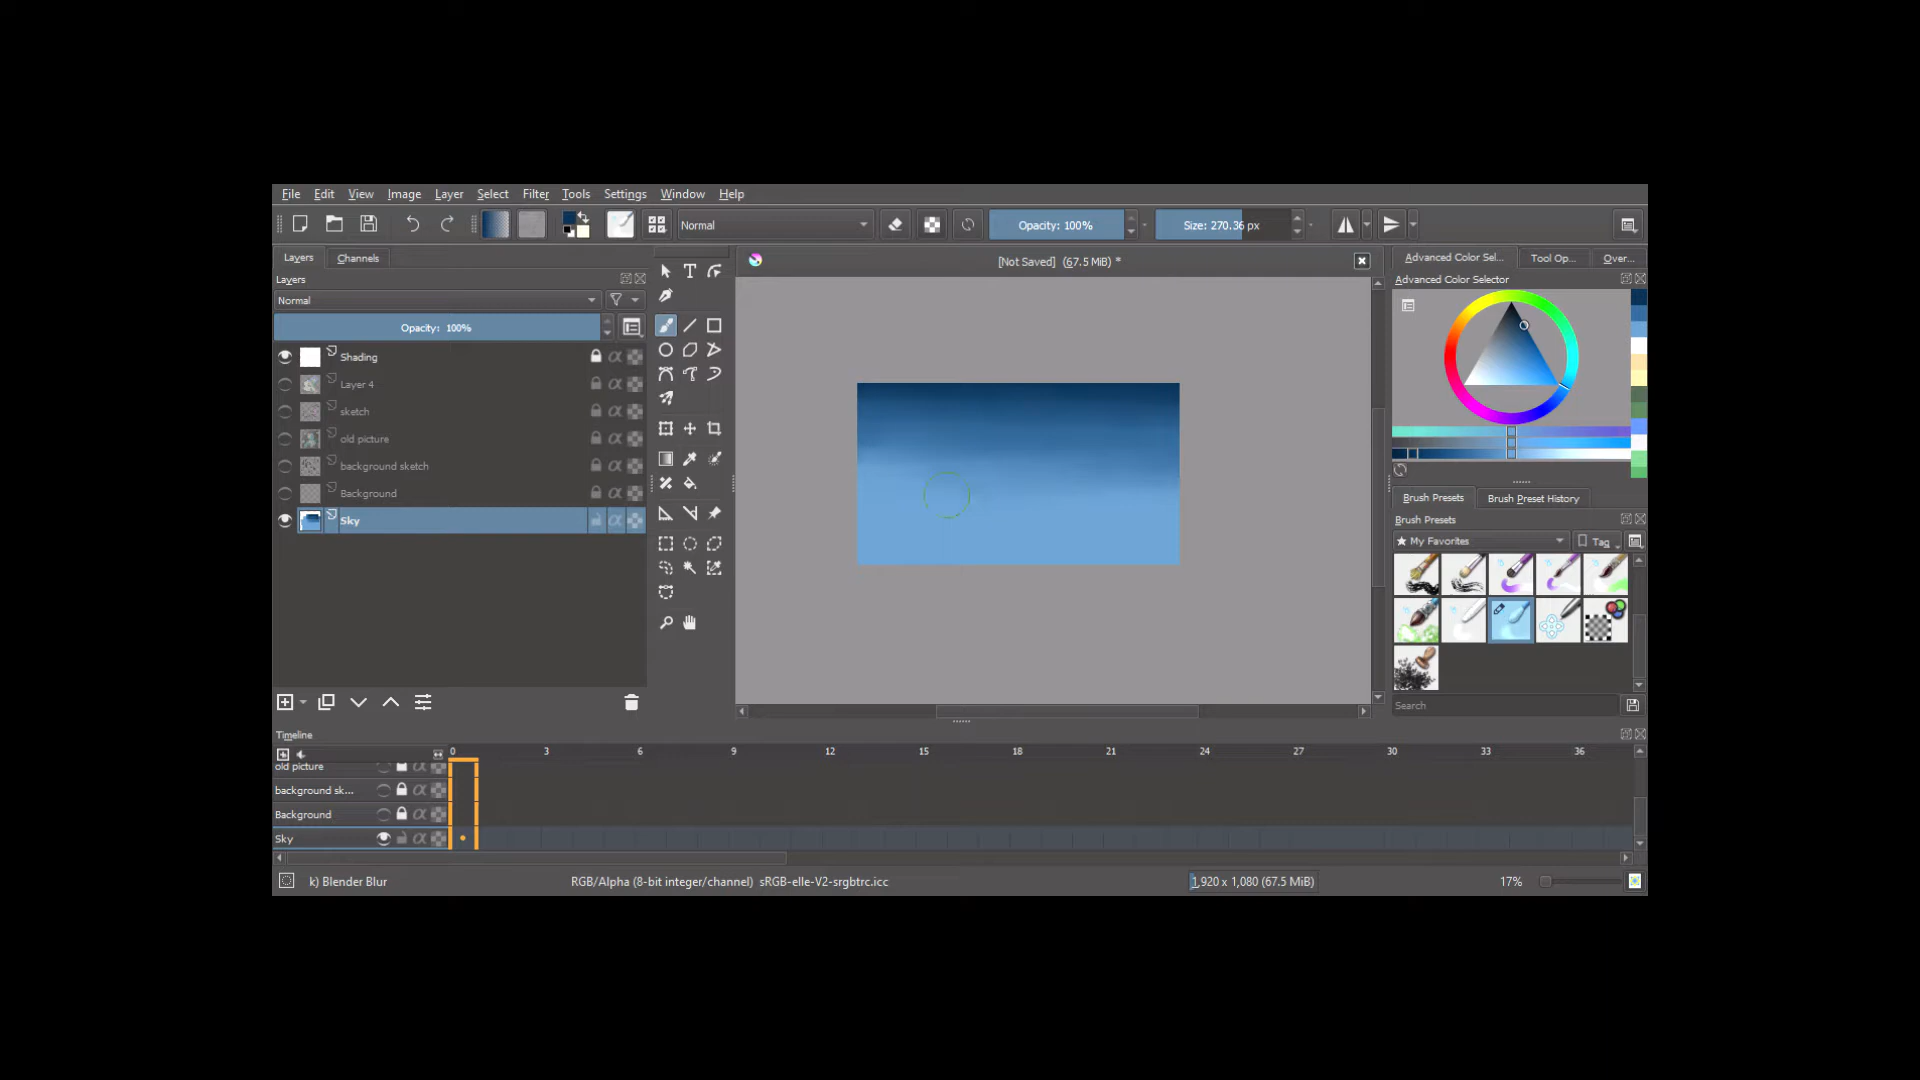 File Edit View Image Layer Select Filter Tools Settings Window Help
Normal Opacity: 100% Size: 270.36 px
Layers Channels
Layers
Normal
Opacity: 100%
Shading
Layer 4
sketch
old picture
background sketch
Background
Sky
[Not Saved] (67.5 MiB) *
Advanced Color Sel... Tool Op... Over...
Advanced Color Selector
Brush Presets Brush Preset History
Brush Presets
My Favorites Tag
Search
Timeline
0 3 6 9 12 15 18 21 24 27 30 33 36
old picture
background sk...
Background
Sky
k) Blender Blur RGB/Alpha (8-bit integer/channel) sRGB-elle-V2-srgbtrc.icc 1,920 x 1,080 (67.5 MiB) 17%